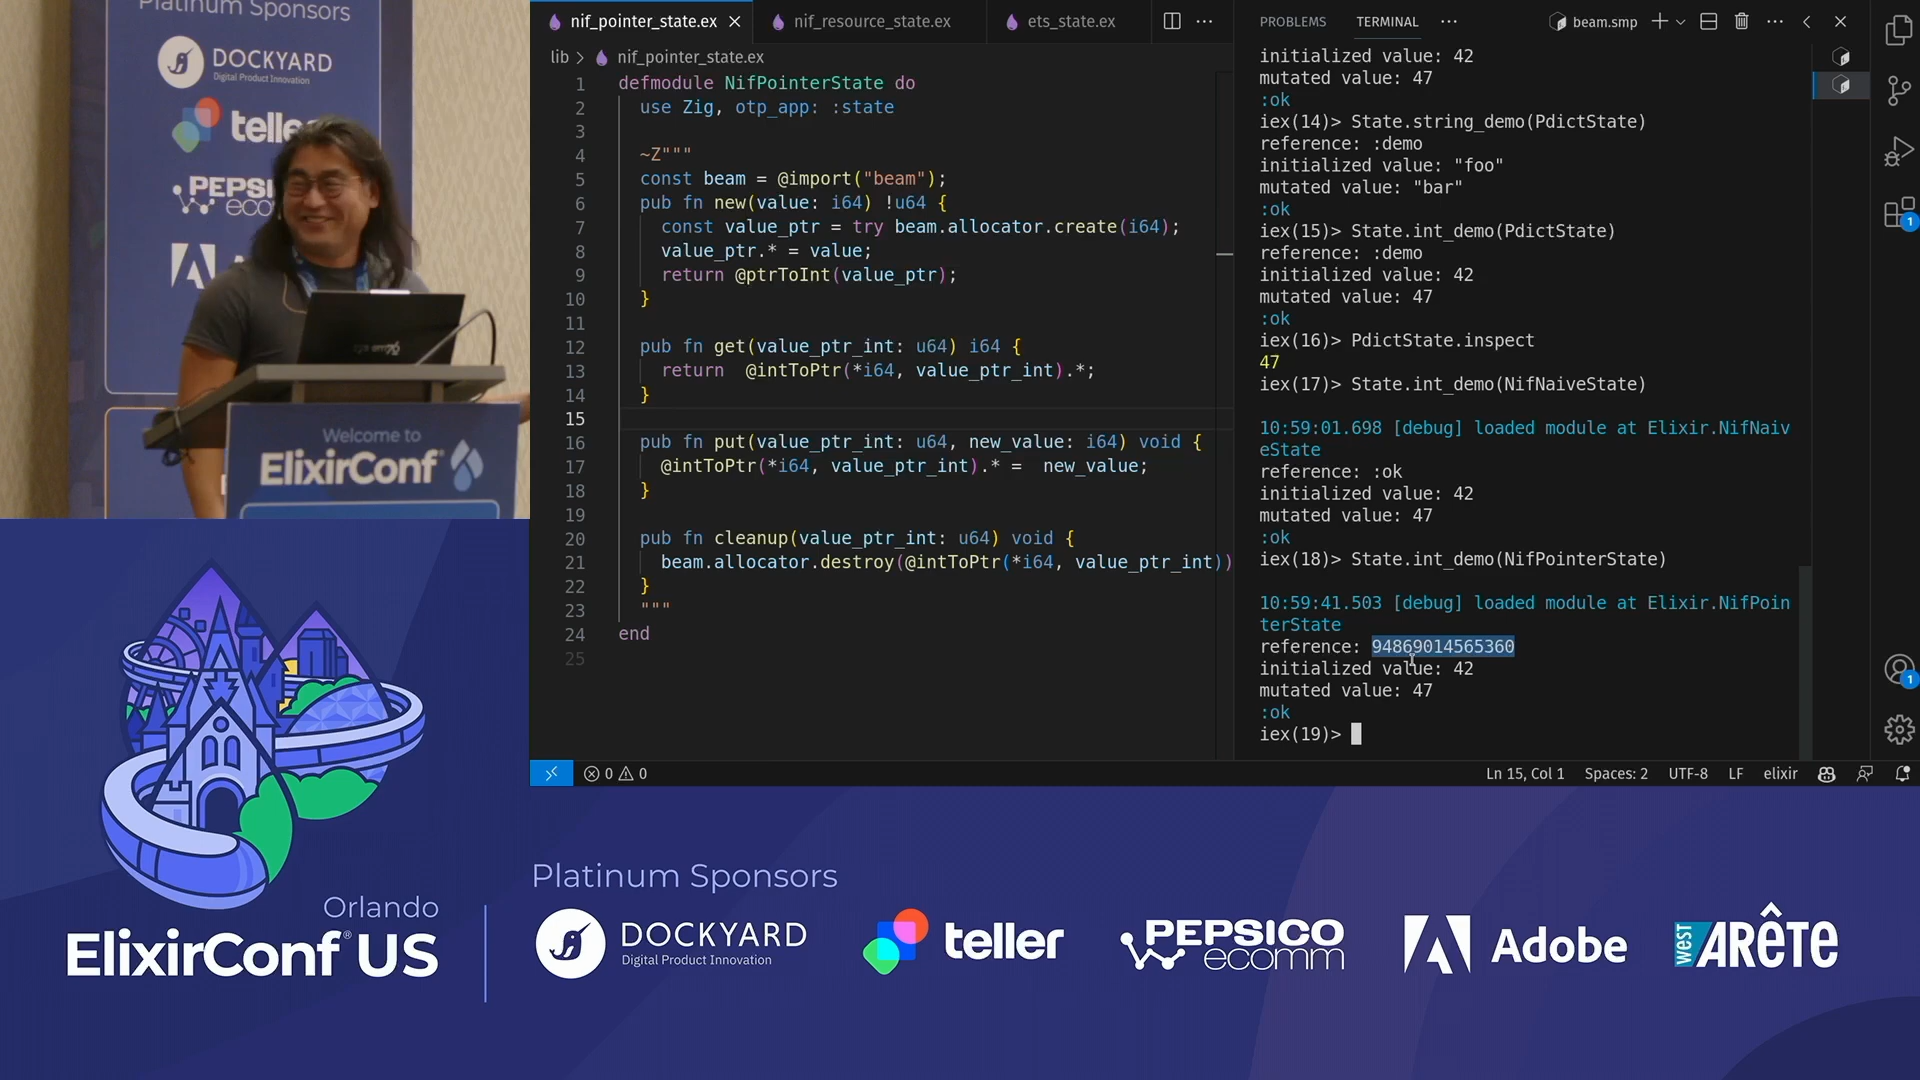 Platinum Sponsors
DOCKYARD
Digital Product Innovation
PEPSICO
Welcome to
ElixirConf®
nif_pointer_state.ex
nif_resource_state.ex
ets_state.ex
lib > nif_pointer_state.ex
1 defmodule NifPointerState do
2 use Zig, otp_app: :state
3
4 ~Z"""
5 const beam = @import("beam");
6 pub fn new(value: i64) !u64 {
7 const value_ptr = try beam.allocator.create(i64);
8 value_ptr.* = value;
9 return @ptrToInt(value_ptr);
10 }
11
12 pub fn get(value_ptr_int: u64) i64 {
13 return  @intToPtr(*i64, value_ptr_int).*;
14 }
15
16 pub fn put(value_ptr_int: u64, new_value: i64) void {
17 @intToPtr(*i64, value_ptr_int).* =  new_value;
18 }
19
20 pub fn cleanup(value_ptr_int: u64) void {
21 beam.allocator.destroy(@intToPtr(*i64, value_ptr_int))
22 }
23 """
24 end
25
PROBLEMS TERMINAL ··· beam.smp
initialized value: 42
mutated value: 47
:ok
iex(14)> State.string_demo(PdictState)
reference: :demo
initialized value: "foo"
mutated value: "bar"
:ok
iex(15)> State.int_demo(PdictState)
reference: :demo
initialized value: 42
mutated value: 47
:ok
iex(16)> PdictState.inspect
47
iex(17)> State.int_demo(NifNaiveState)
10:59:01.698 [debug] loaded module at Elixir.NifNaiv
eState
reference: :ok
initialized value: 42
mutated value: 47
:ok
iex(18)> State.int_demo(NifPointerState)
10:59:41.503 [debug] loaded module at Elixir.NifPoin
terState
reference: 94869014565360
initialized value: 42
mutated value: 47
:ok
iex(19)>
1
1
0 0
Ln 15, Col 1 Spaces: 2 UTF-8 LF elixir
Orlando
ElixirConf® US
Platinum Sponsors
DOCKYARD
Digital Product Innovation
teller
PEPSICO
ecomm
Adobe
west ARÊTE